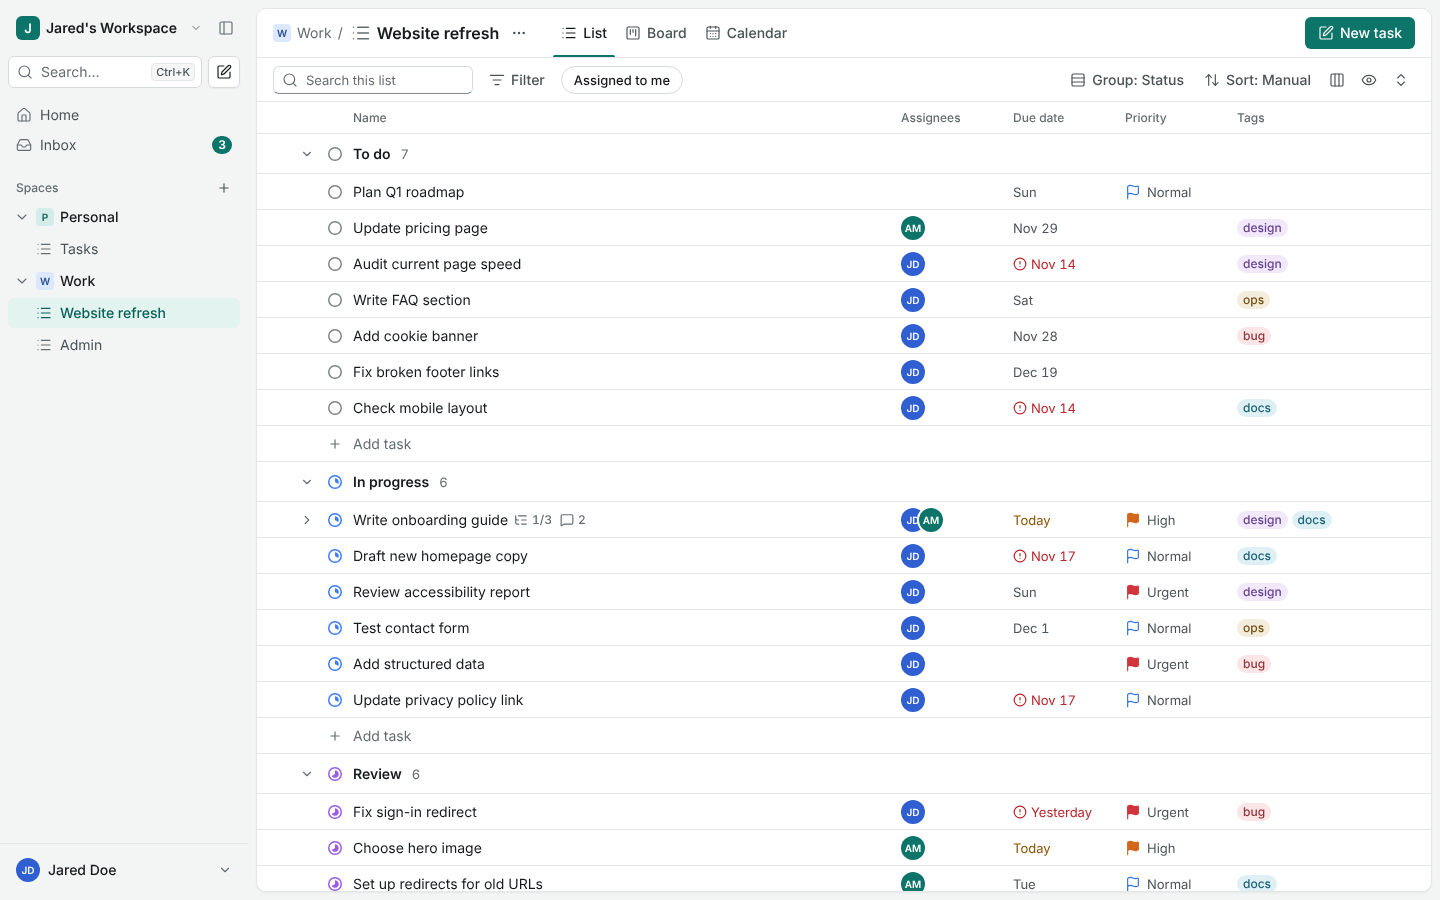 J Jared's Workspace
Search... Ctrl+K
Home
Inbox 3
Spaces
P Personal
Tasks
W Work
Website refresh
Admin
JD Jared Doe
W Work / Website refresh
List Board Calendar
New task
Search this list Filter Assigned to me Group: Status Sort: Manual
Name Assignees Due date Priority Tags
To do 7
Plan Q1 roadmap Sun Normal
Update pricing page AM Nov 29 design
Audit current page speed JD Nov 14 design
Write FAQ section JD Sat ops
Add cookie banner JD Nov 28 bug
Fix broken footer links JD Dec 19
Check mobile layout JD Nov 14 docs
Add task
In progress 6
Write onboarding guide 1/3 2 JD AM Today High design docs
Draft new homepage copy JD Nov 17 Normal docs
Review accessibility report JD Sun Urgent design
Test contact form JD Dec 1 Normal ops
Add structured data JD Urgent bug
Update privacy policy link JD Nov 17 Normal
Add task
Review 6
Fix sign-in redirect JD Yesterday Urgent bug
Choose hero image AM Today High
Set up redirects for old URLs AM Tue Normal docs